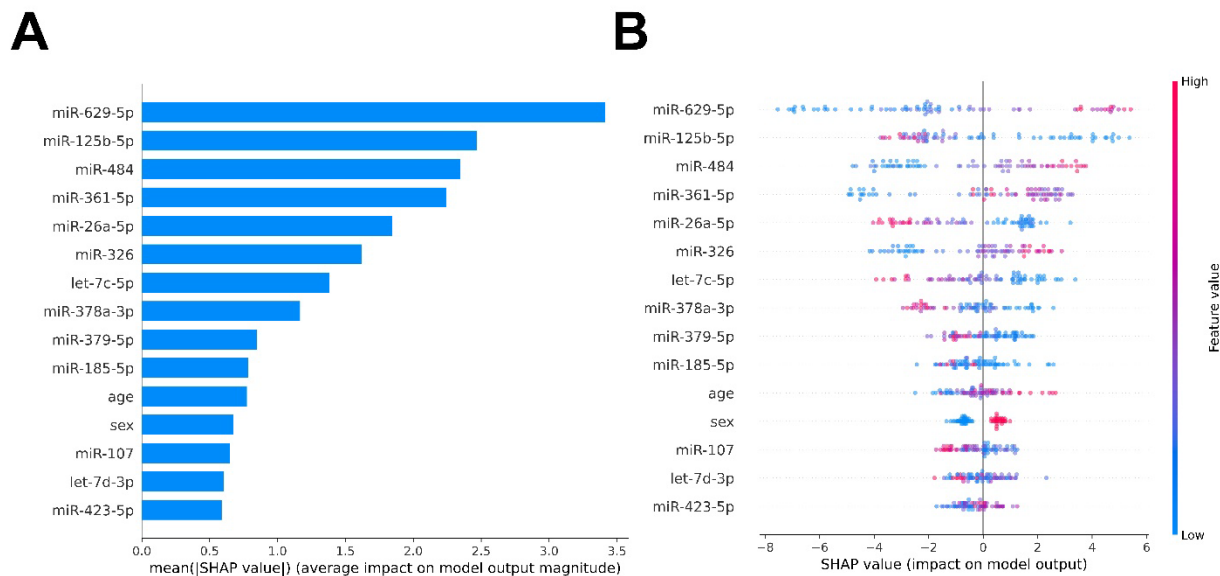 A
miR-629-5p
miR-125b-5p
miR-484
miR-361-5p
miR-26a-5p
miR-326
let-7c-5p
miR-378a-3p
miR-379-5p
miR-185-5p
age
sex
miR-107
let-7d-3p
miR-423-5p
0.0 0.5 1.0 1.5 2.0 2.5 3.0 3.5
mean(|SHAP value|) (average impact on model output magnitude)
B
miR-629-5p
miR-125b-5p
miR-484
miR-361-5p
miR-26a-5p
miR-326
let-7c-5p
miR-378a-3p
miR-379-5p
miR-185-5p
age
sex
miR-107
let-7d-3p
miR-423-5p
−8 −6 −4 −2 0 2 4 6
SHAP value (impact on model output)
High
Feature value
Low